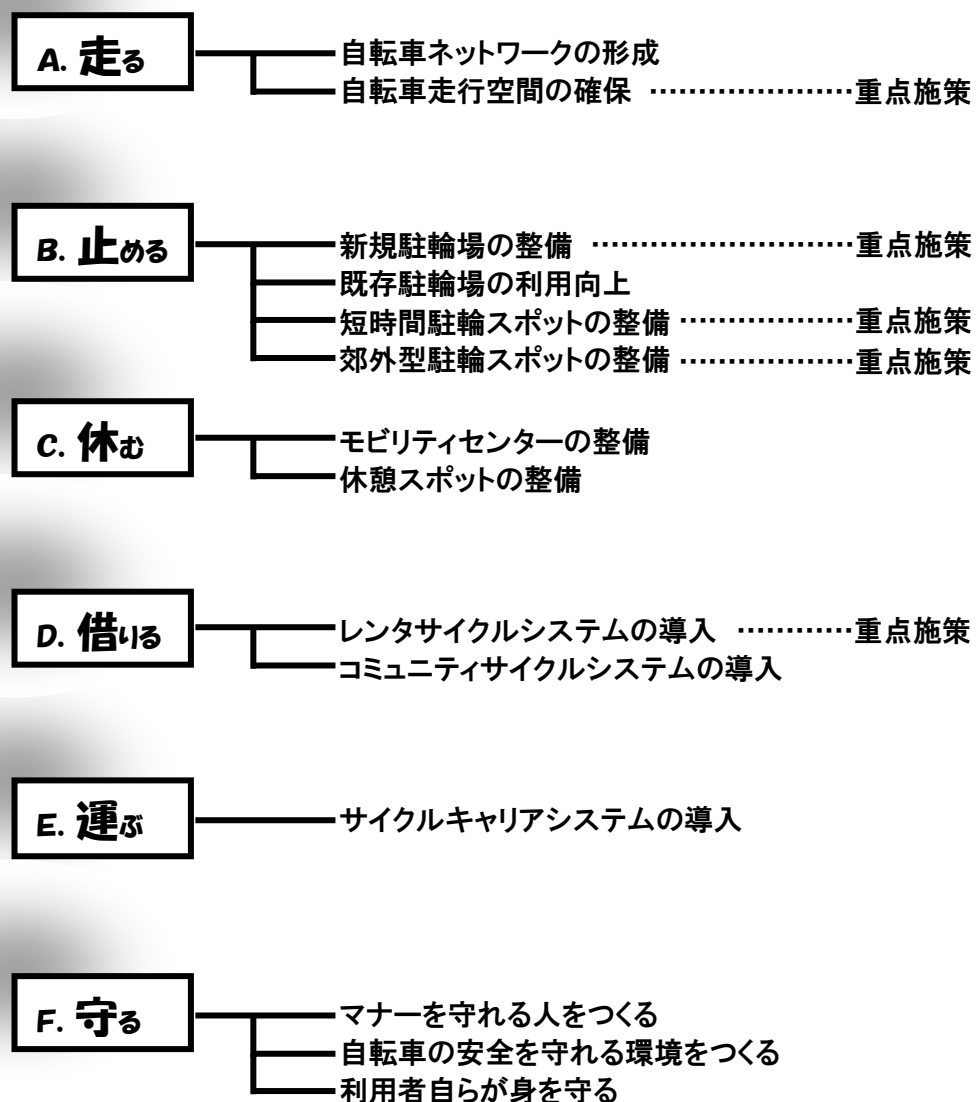 A. 走る
自転車ネットワークの形成
自転車走行空間の確保 …………………重点施策
B. 止める
新規駐輪場の整備 ………………………重点施策
既存駐輪場の利用向上
短時間駐輪スポットの整備 ………………重点施策
郊外型駐輪スポットの整備 ………………重点施策
C. 休む
モビリティセンターの整備
休憩スポットの整備
D. 借りる
レンタサイクルシステムの導入 …………重点施策
コミュニティサイクルシステムの導入
E. 運ぶ
サイクルキャリアシステムの導入
F. 守る
マナーを守れる人をつくる
自転車の安全を守れる環境をつくる
利用者自らが身を守る